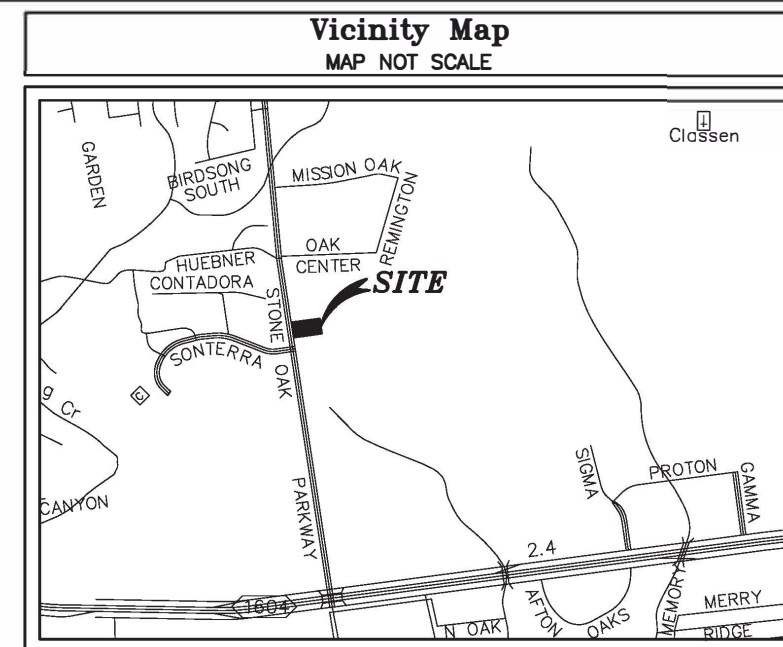 Vicinity Map
MAP NOT SCALE
Classen
GARDEN
BIRDSONG
SOUTH
MISSION OAK
REMINGTON
OAK
CENTER
HUEBNER
CONTADORA
SITE
STONE OAK PARKWAY
SONTERRA
C
g Cr
CANYON
SIGMA
PROTON
GAMMA
2.4
1604
N OAK
AFTON OAKS
MEMORY
MERRY
RIDGE